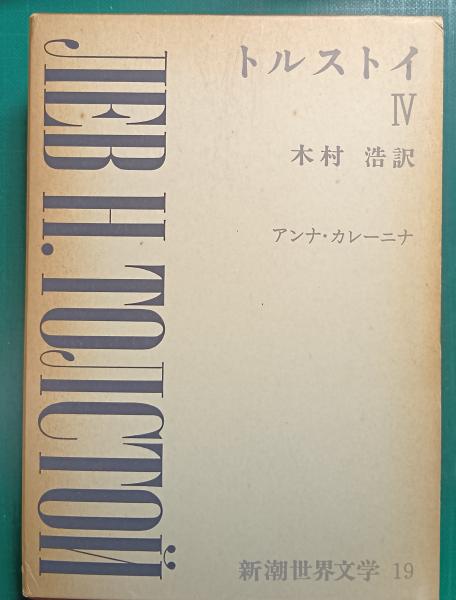 ЛЕВ Н. ТОЛСТОЙ
トルストイ
Ⅳ
木村 浩訳
アンナ・カレーニナ
新潮世界文学 19